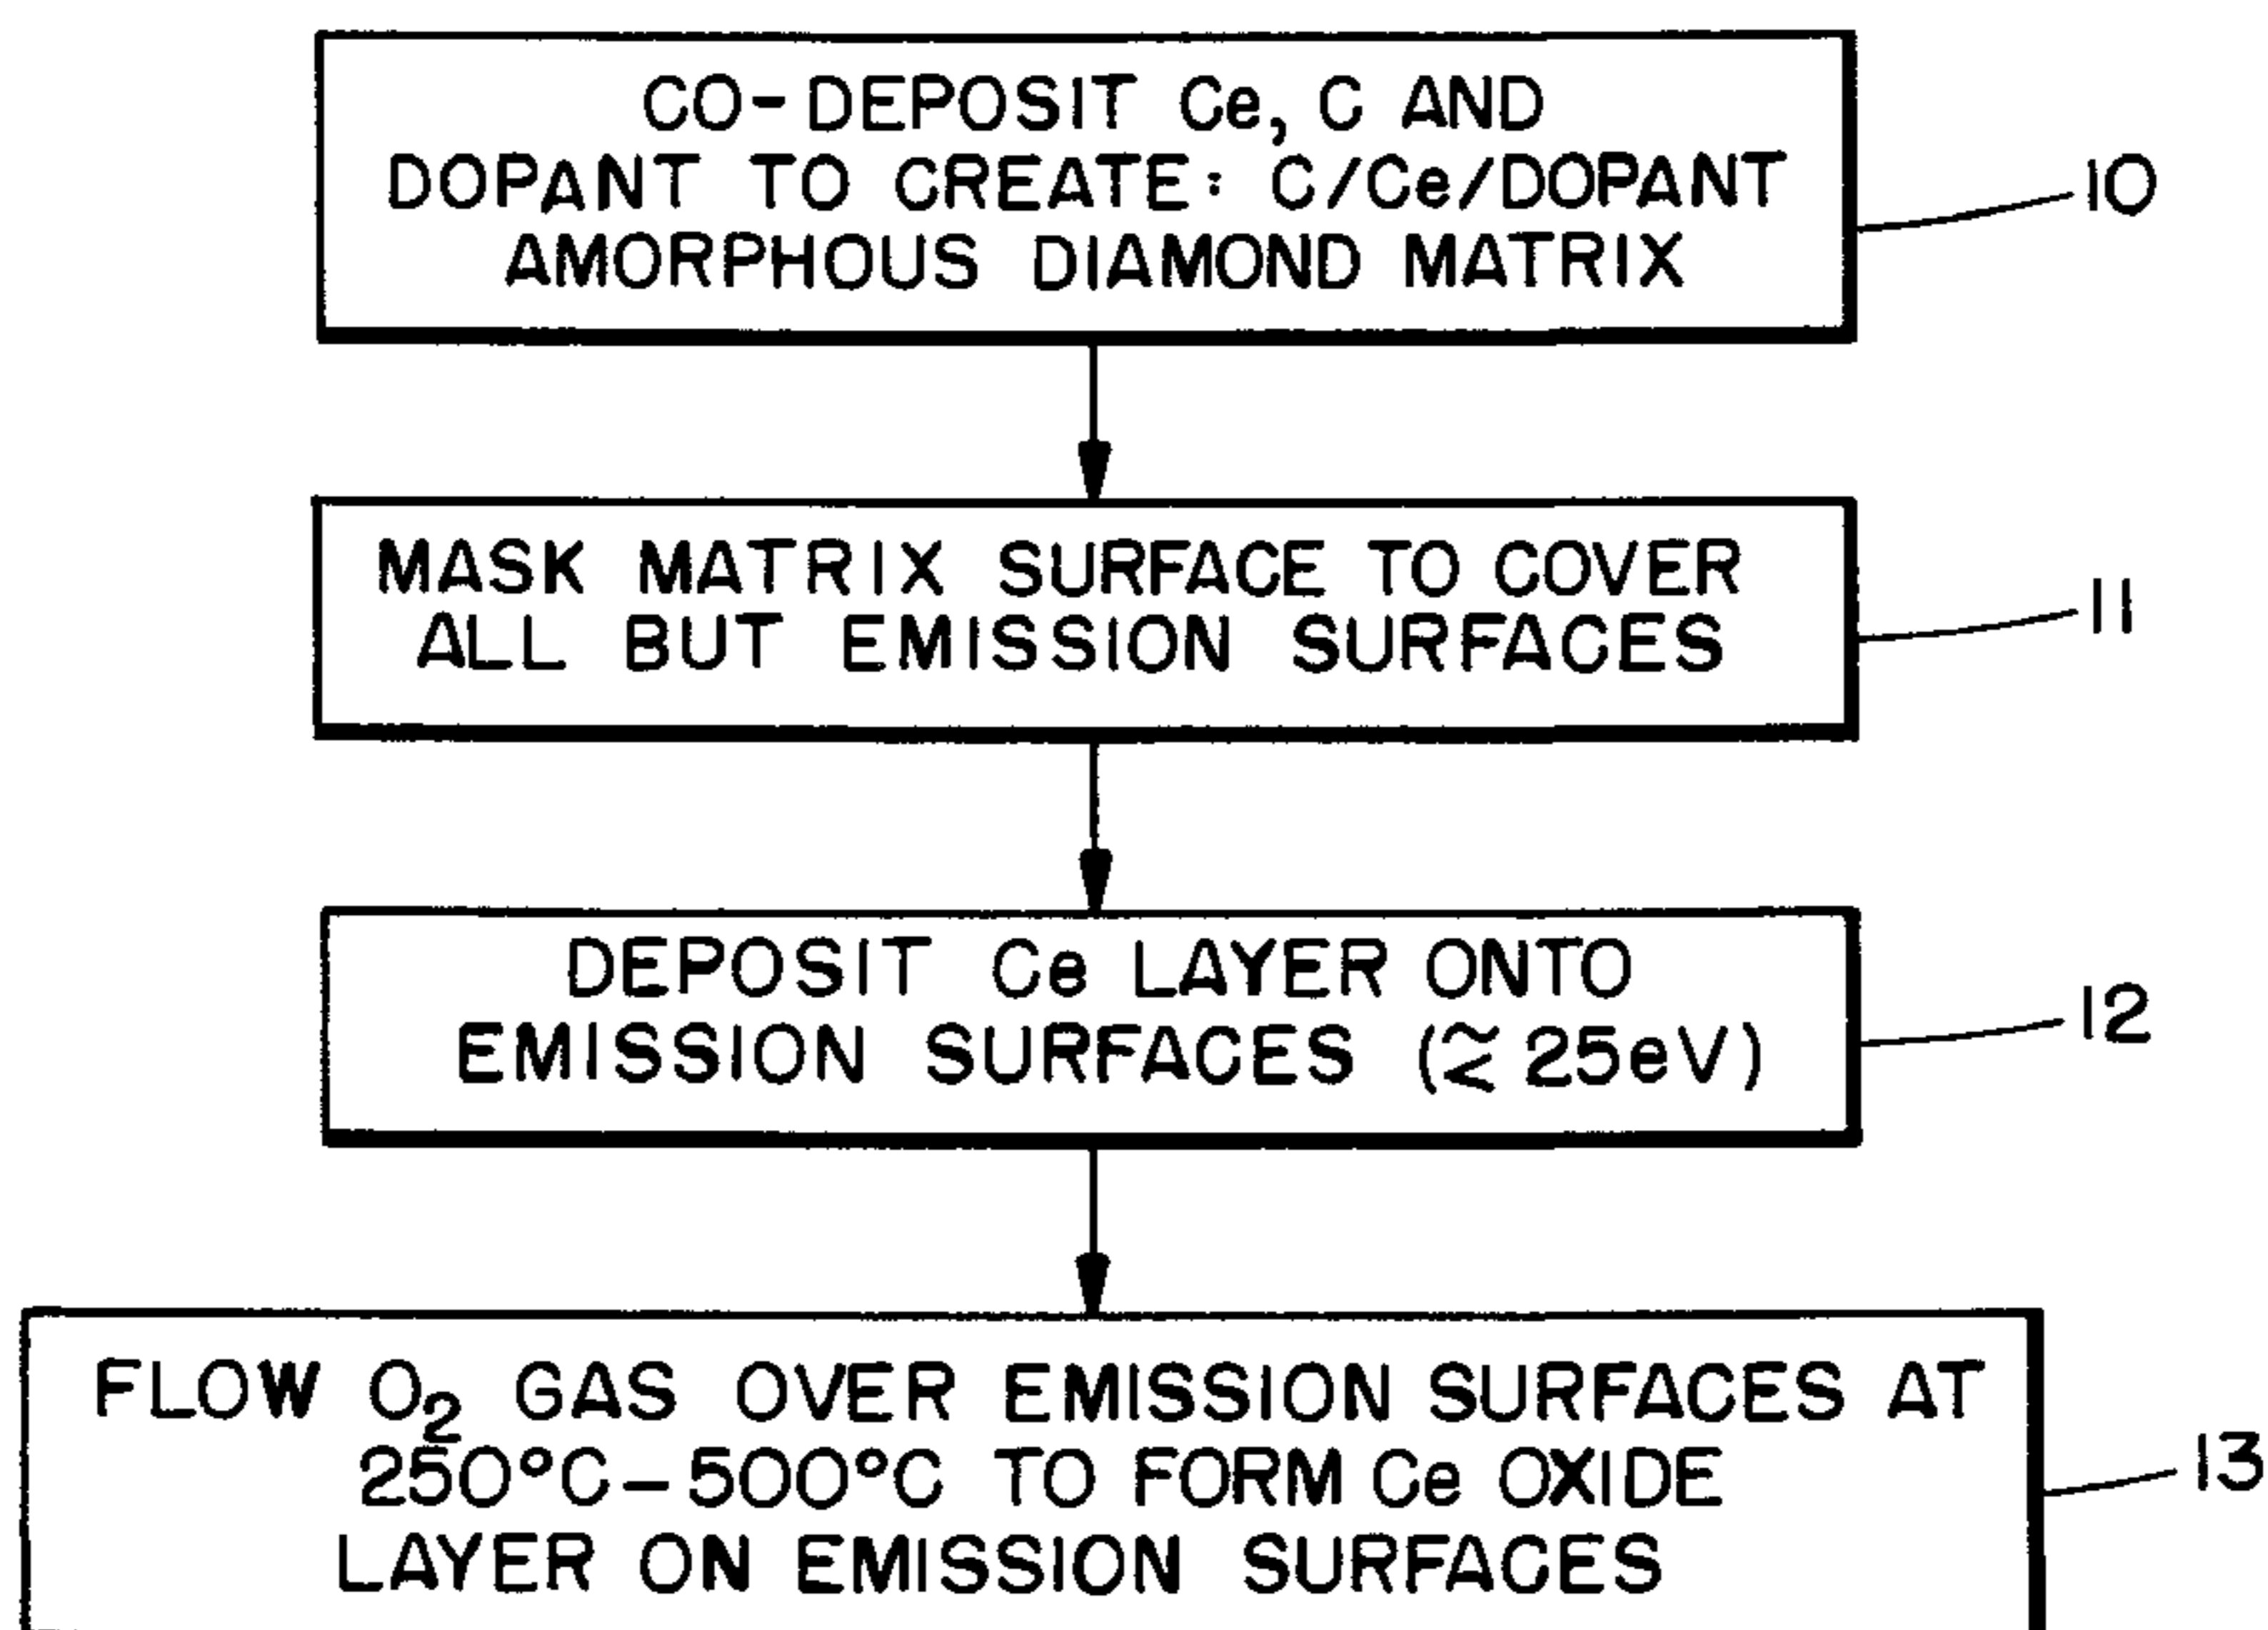 CO-DEPOSIT Ce, C AND
DOPANT TO CREATE: C/Ce/DOPANT
AMORPHOUS DIAMOND MATRIX
10
MASK MATRIX SURFACE TO COVER
ALL BUT EMISSION SURFACES
11
DEPOSIT Ce LAYER ONTO
EMISSION SURFACES (⪞ 25eV)
12
FLOW O₂ GAS OVER EMISSION SURFACES AT
250°C–500°C TO FORM Ce OXIDE
LAYER ON EMISSION SURFACES
13